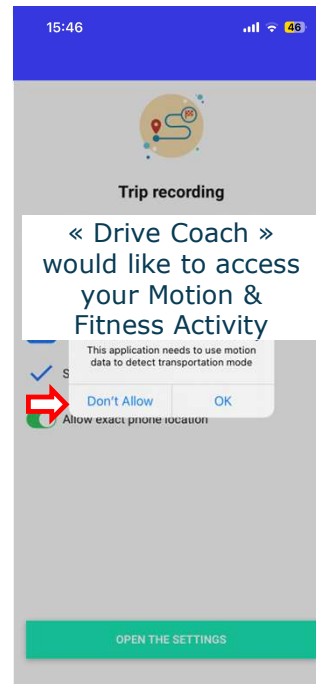 15:46
46
Trip recording
« Drive Coach »
would like to access
your Motion &
Fitness Activity
This application needs to use motion
data to detect transportation mode
S
Don't Allow OK
Allow exact phone location
OPEN THE SETTINGS